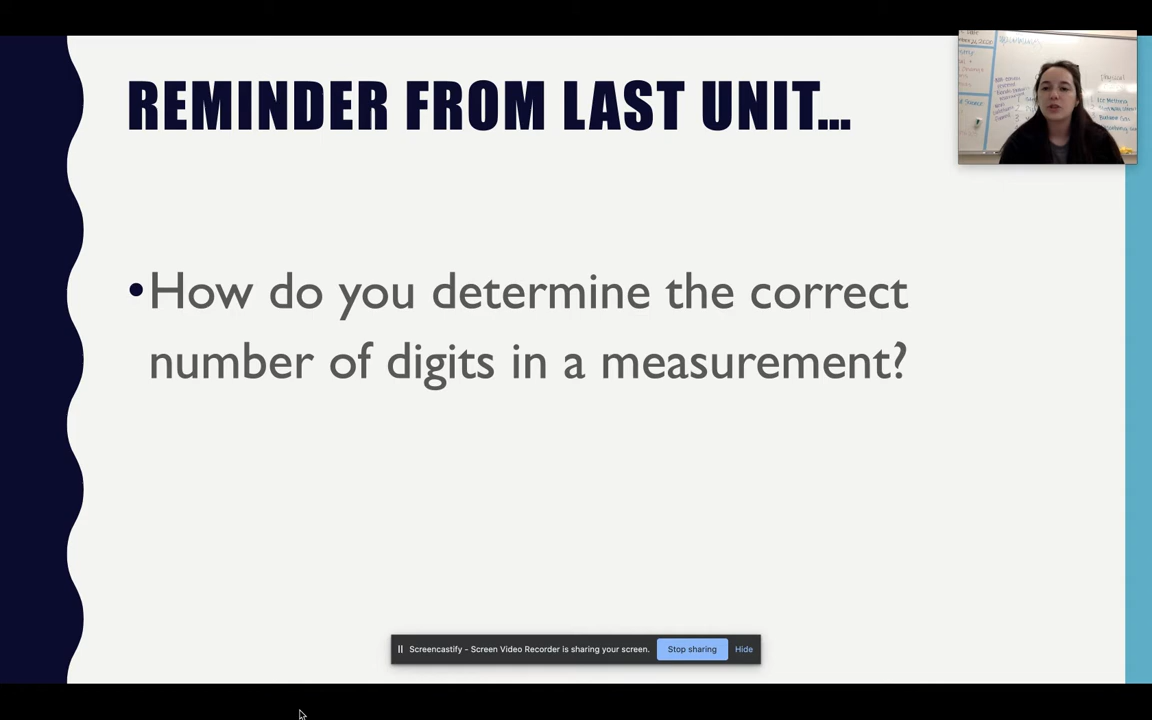 REMINDER FROM LAST UNIT...
•How do you determine the correct
number of digits in a measurement?
Screencastify - Screen Video Recorder is sharing your screen.
Stop sharing
Hide
physical